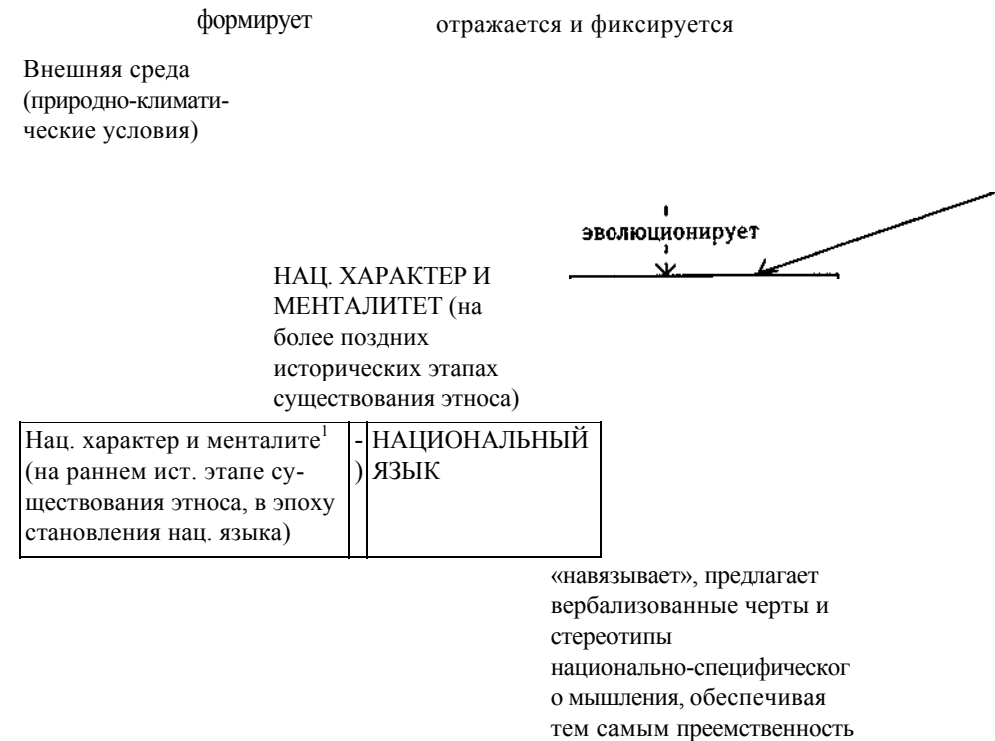 формирует
отражается и фиксируется
Внешняя среда
(природно-климати-
ческие условия)
эволюционирует
НАЦ. ХАРАКТЕР И
МЕНТАЛИТЕТ (на
более поздних
исторических этапах
существования этноса)
Нац. характер и менталите1
(на раннем ист. этапе су-
ществования этноса, в эпоху
становления нац. языка)
-
)
НАЦИОНАЛЬНЫЙ
ЯЗЫК
«навязывает», предлагает
вербализованные черты и
стереотипы
национально-специфическог
о мышления, обеспечивая
тем самым преемственность